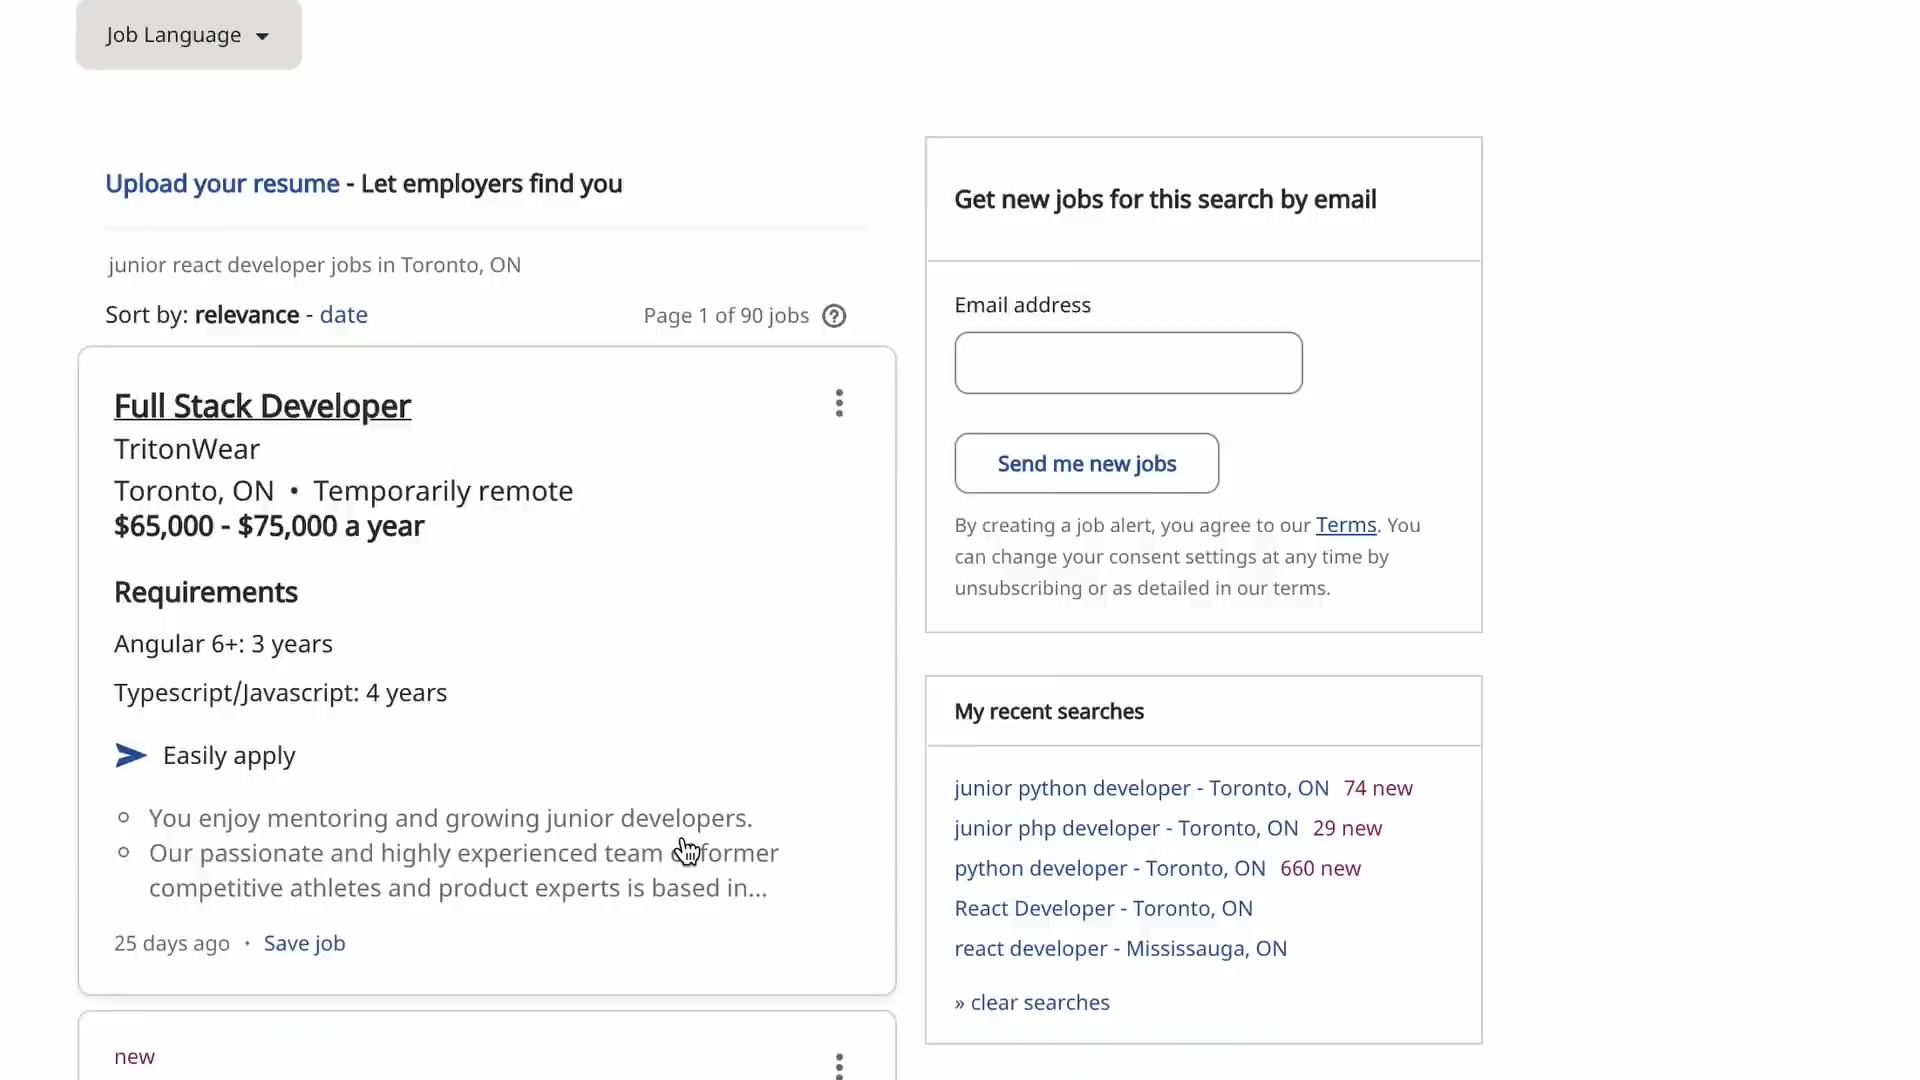 Job Language
Upload your resume - Let employers find you
junior react developer jobs in Toronto, ON
Sort by: relevance - date
Page 1 of 90 jobs
Full Stack Developer
TritonWear
Toronto, ON • Temporarily remote
$65,000 - $75,000 a year
Requirements
Angular 6+: 3 years
Typescript/Javascript: 4 years
Easily apply
You enjoy mentoring and growing junior developers.
Our passionate and highly experienced team former
competitive athletes and product experts is based in...
25 days ago · Save job
new
Get new jobs for this search by email
Email address
Send me new jobs
By creating a job alert, you agree to our Terms. You
can change your consent settings at any time by
unsubscribing or as detailed in our terms.
My recent searches
junior python developer - Toronto, ON 74 new
junior php developer - Toronto, ON 29 new
python developer - Toronto, ON 660 new
React Developer - Toronto, ON
react developer - Mississauga, ON
» clear searches